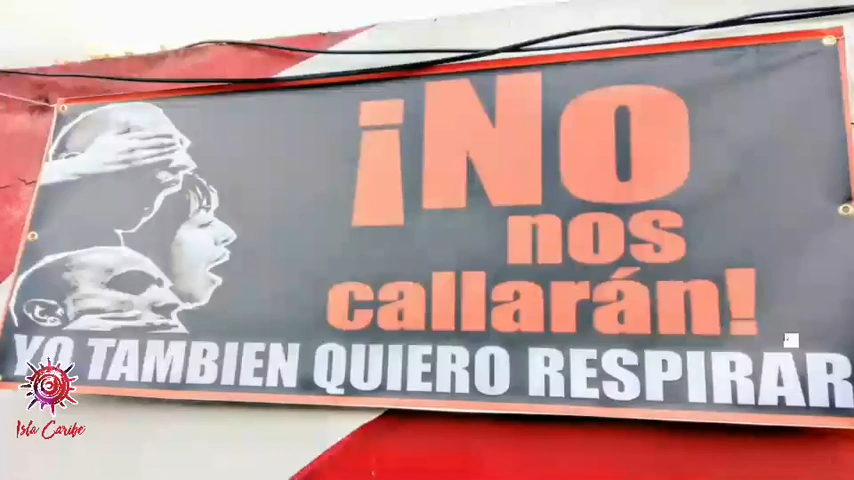 ¡No
nos
callarán!
YO TAMBIEN QUIERO RESPIRAR
Isla Caribe